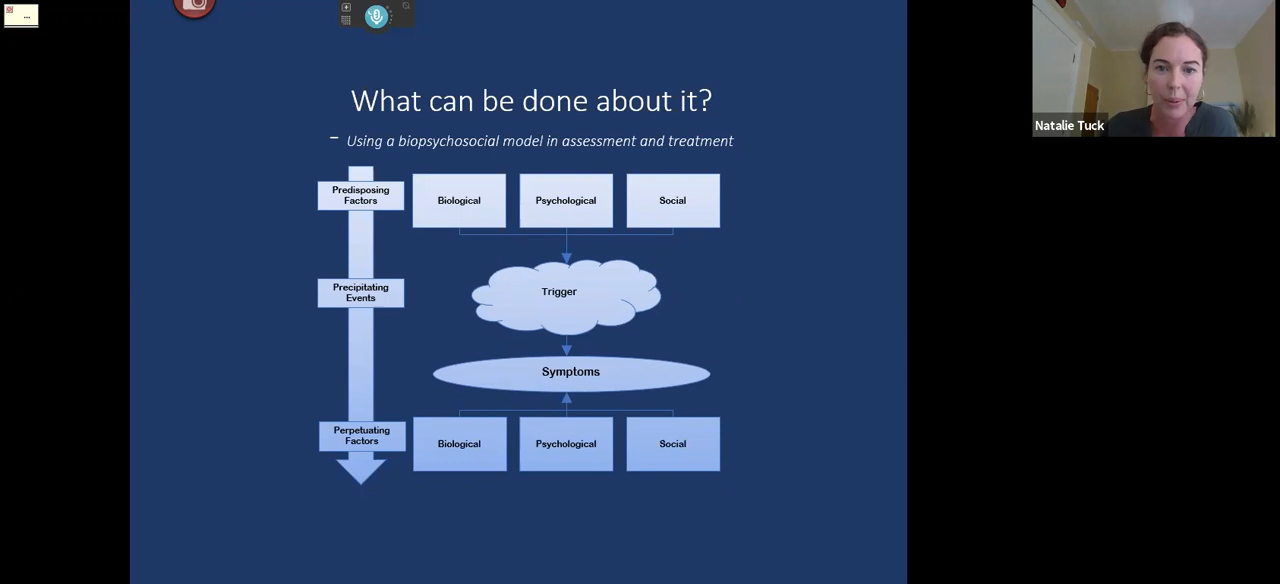 ...
What can be done about it?
– Using a biopsychosocial model in assessment and treatment
Predisposing
Factors
Biological
Psychological
Social
Precipitating
Events
Trigger
Symptoms
Perpetuating
Factors
Biological
Psychological
Social
Natalie Tuck